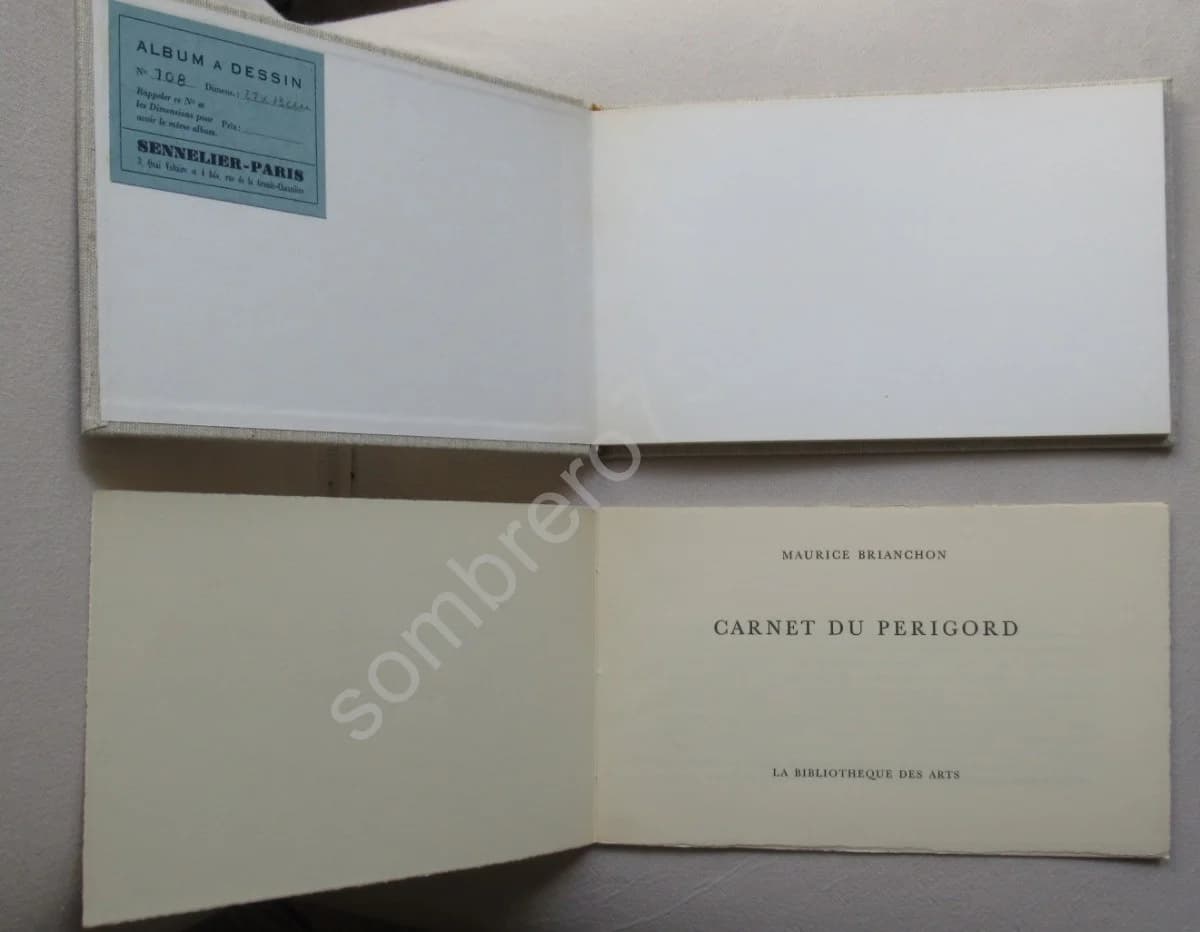 ALBUM A DESSIN
N° 108 Dimens.:
Rappeler ce N° et
les Dimensions pour
avoir le même album. Prix:
SENNELIER-PARIS
3, Quai Voltaire et 4 bis, rue de la Grande-Chaumière
MAURICE BRIANCHON
CARNET DU PERIGORD
LA BIBLIOTHEQUE DES ARTS
sombrero